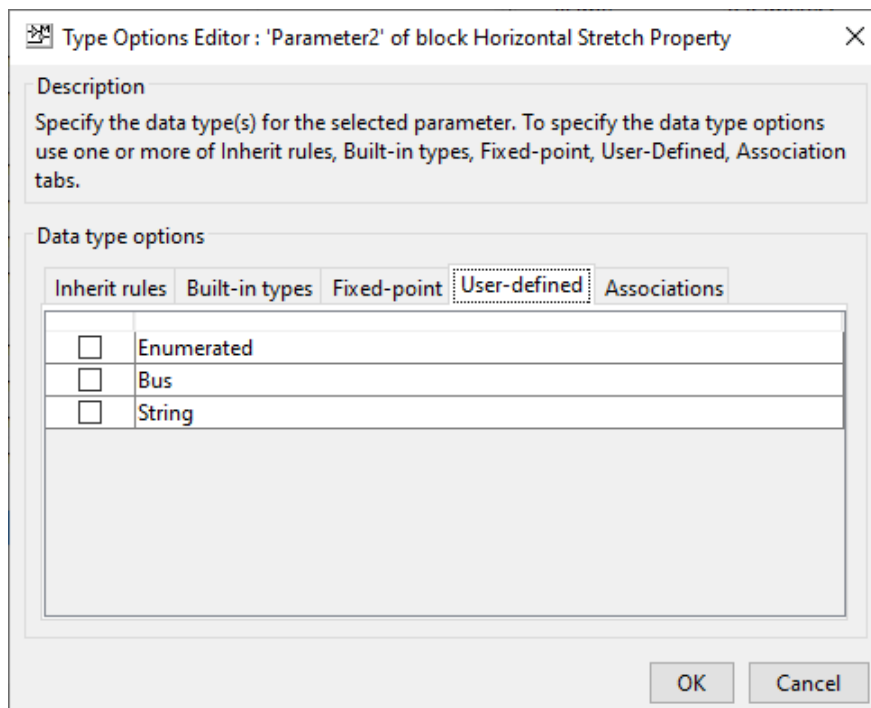 Type Options Editor : 'Parameter2' of block Horizontal Stretch Property
Description
Specify the data type(s) for the selected parameter. To specify the data type options
use one or more of Inherit rules, Built-in types, Fixed-point, User-Defined, Association
tabs.
Data type options
Inherit rules Built-in types Fixed-point User-defined Associations
Enumerated
Bus
String
OK Cancel